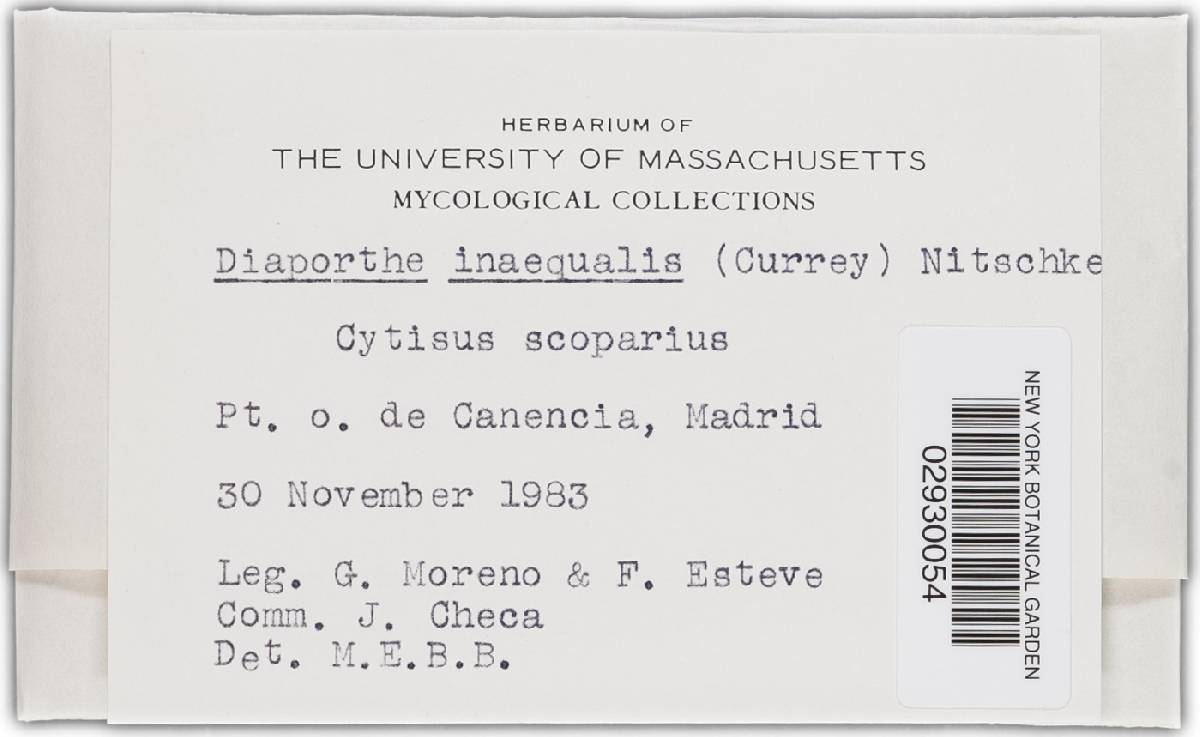 HERBARIUM OF
THE UNIVERSITY OF MASSACHUSETTS
MYCOLOGICAL COLLECTIONS
Diaporthe inaequalis (Currey) Nitschke
Cytisus scoparius
Pt. o. de Canencia, Madrid
30 November 1983
Leg. G. Moreno & F. Esteve
Comm. J. Checa
Det. M.E.B.B.
NEW YORK BOTANICAL GARDEN
02930054